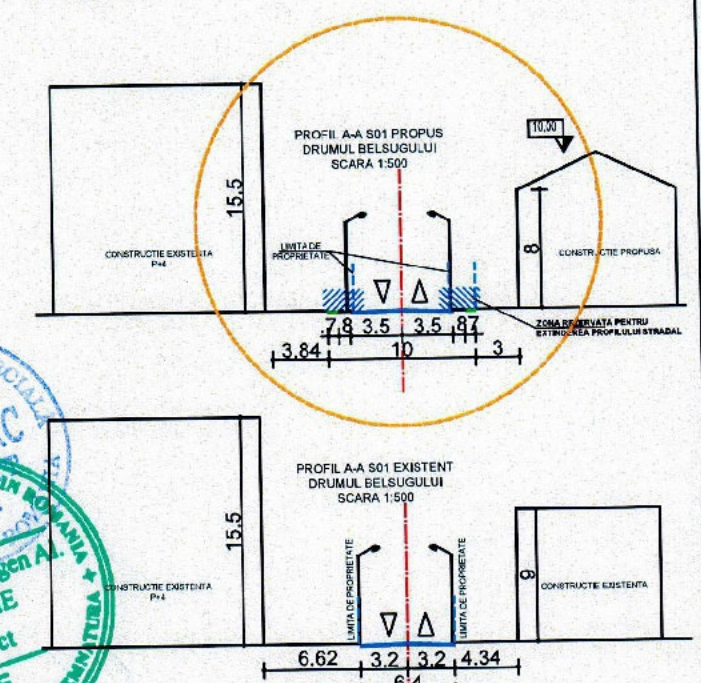 PROFIL A-A S01 PROPUS
DRUMUL BELSUGULUI
SCARA 1:500
10.00
15.5
CONSTRUCTIE EXISTENTA
P+4
LIMITA DE
PROPRIETATE
8
CONSTRUCTIE PROPUSA
ZONA REZERVATA PENTRU
EXTINDEREA PROFILULUI STRADAL
.7 .8 3.5 3.5 .8 .7
3.84 10 3
PROFIL A-A S01 EXISTENT
DRUMUL BELSUGULUI
SCARA 1:500
15.5
CONSTRUCTIE EXISTENTA
P+4
LIMITA DE PROPRIETATE
LIMITA DE PROPRIETATE
6
CONSTRUCTIE EXISTENTA
6.62 3.2 3.2 4.34
6.4